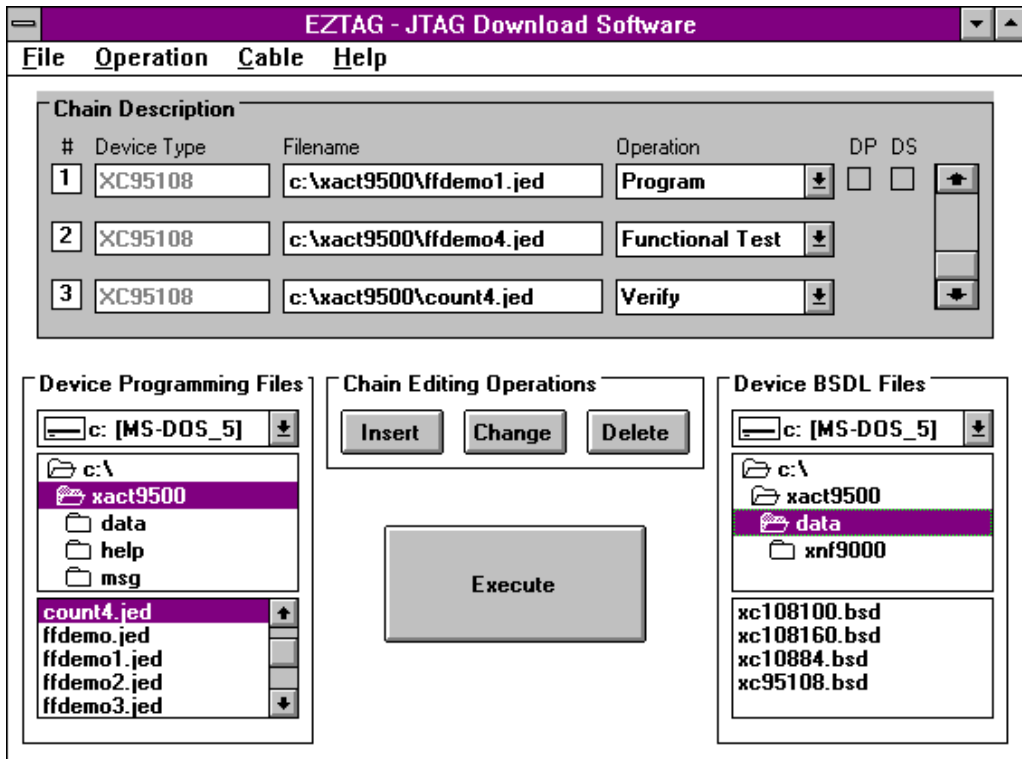 EZTAG - JTAG Download Software
File Operation Cable Help
Chain Description
# Device Type Filename Operation DP DS
1 XC95108 c:\xact9500\ffdemo1.jed Program
2 XC95108 c:\xact9500\ffdemo4.jed Functional Test
3 XC95108 c:\xact9500\count4.jed Verify
Device Programming Files
c: [MS-DOS_5]
c:\
xact9500
data
help
msg
count4.jed
ffdemo.jed
ffdemo1.jed
ffdemo2.jed
ffdemo3.jed
Chain Editing Operations
Insert Change Delete
Execute
Device BSDL Files
c: [MS-DOS_5]
c:\
xact9500
data
xnf9000
xc108100.bsd
xc108160.bsd
xc10884.bsd
xc95108.bsd